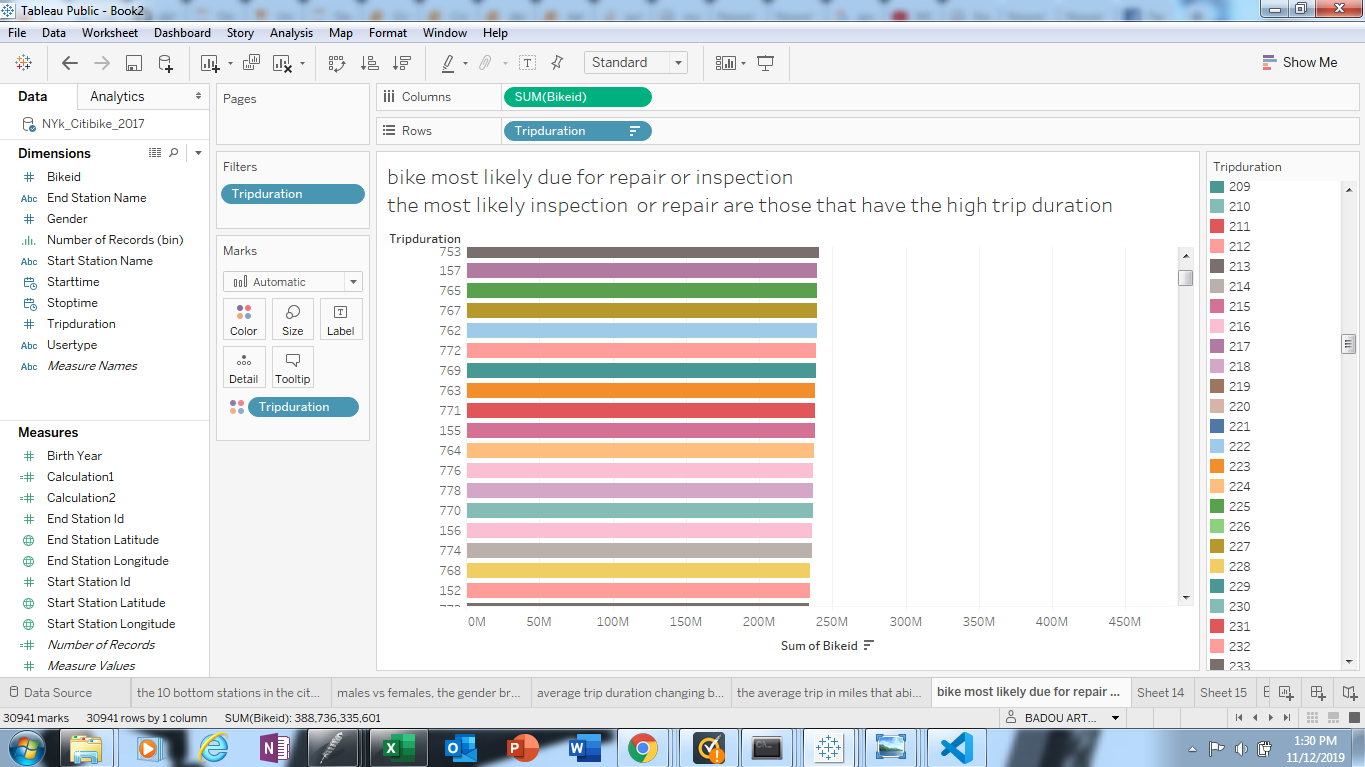 Tableau Public - Book2
File Data Worksheet Dashboard Story Analysis Map Format Window Help
Standard
Show Me
Data Analytics
NYk_Citibike_2017
Dimensions
Bikeid
Abc End Station Name
Gender
Number of Records (bin)
Abc Start Station Name
Starttime
Stoptime
Tripduration
Abc Usertype
Abc Measure Names
Measures
Birth Year
Calculation1
Calculation2
End Station Id
End Station Latitude
End Station Longitude
Start Station Id
Start Station Latitude
Start Station Longitude
Number of Records
Measure Values
Pages
Filters
Tripduration
Marks
Automatic
Color Size Label
Detail Tooltip
Tripduration
Columns SUM(Bikeid)
Rows Tripduration
bike most likely due for repair or inspection
the most likely inspection or repair are those that have the high trip duration
Tripduration
753
157
765
767
762
772
769
763
771
155
764
776
778
770
156
774
768
152
0M 50M 100M 150M 200M 250M 300M 350M 400M 450M
Sum of Bikeid
Tripduration
209
210
211
212
213
214
215
216
217
218
219
220
221
222
223
224
225
226
227
228
229
230
231
232
233
Data Source the 10 bottom stations in the cit... males vs females, the gender br... average trip duration changing b... the average trip in miles that abi... bike most likely due for repair ... Sheet 14 Sheet 15
30941 marks 30941 rows by 1 column SUM(Bikeid): 388,736,335,601 BADOU ART...
1:30 PM
11/12/2019